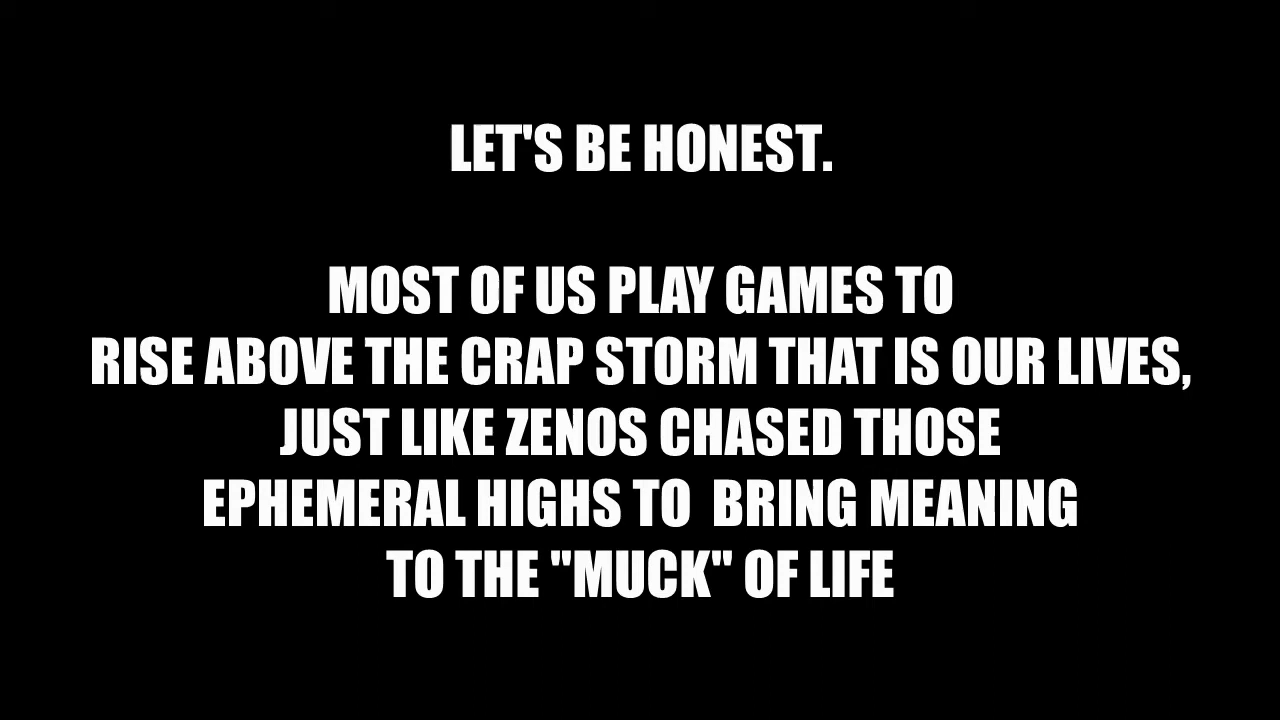 LET'S BE HONEST.
MOST OF US PLAY GAMES TO
RISE ABOVE THE CRAP STORM THAT IS OUR LIVES,
JUST LIKE ZENOS CHASED THOSE
EPHEMERAL HIGHS TO  BRING MEANING
TO THE "MUCK" OF LIFE